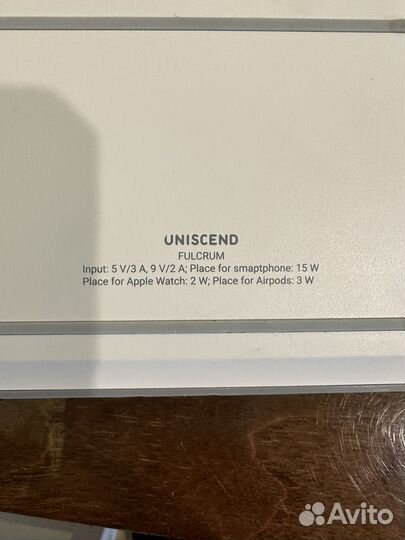 UNISCEND
FULCRUM
Input: 5 V/3 A, 9 V/2 A; Place for smaptphone: 15 W
Place for Apple Watch: 2 W; Place for Airpods: 3 W
Avito